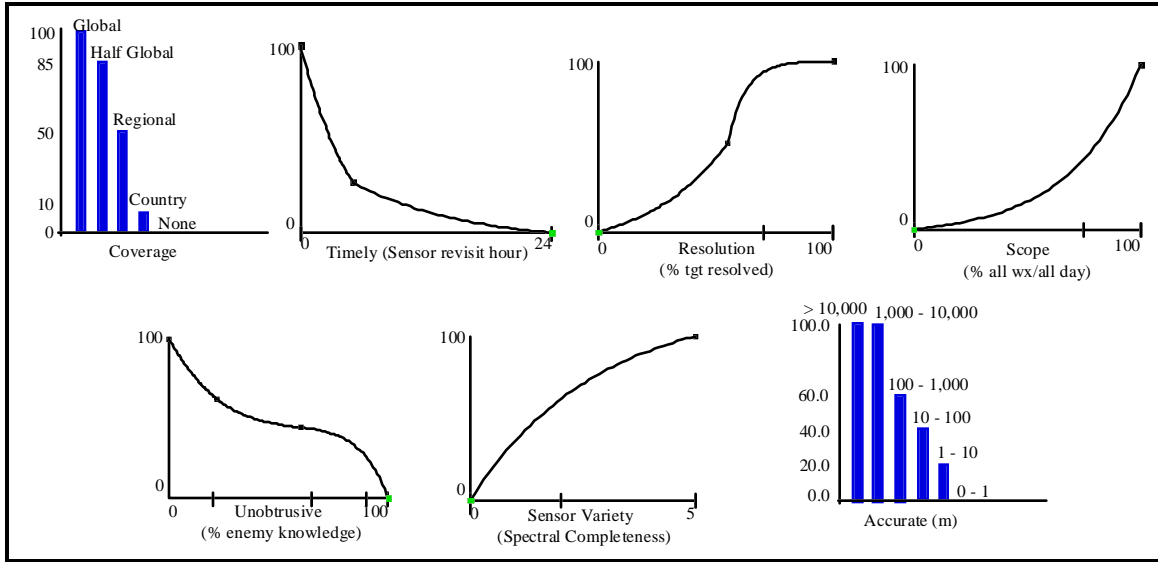 100
85
50
10
0
Global
Half Global
Regional
Country
None
Coverage
100
0
0
24
Timely (Sensor revisit hour)
100
0
0
100
Resolution
(% tgt resolved)
100
0
0
100
Scope
(% all wx/all day)
100
0
0
100
Unobtrusive
(% enemy knowledge)
100
0
0
5
Sensor Variety
(Spectral Completeness)
100.0
60.0
40.0
20.0
0.0
> 10,000
1,000 - 10,000
100 - 1,000
10 - 100
1 - 10
0 - 1
Accurate (m)